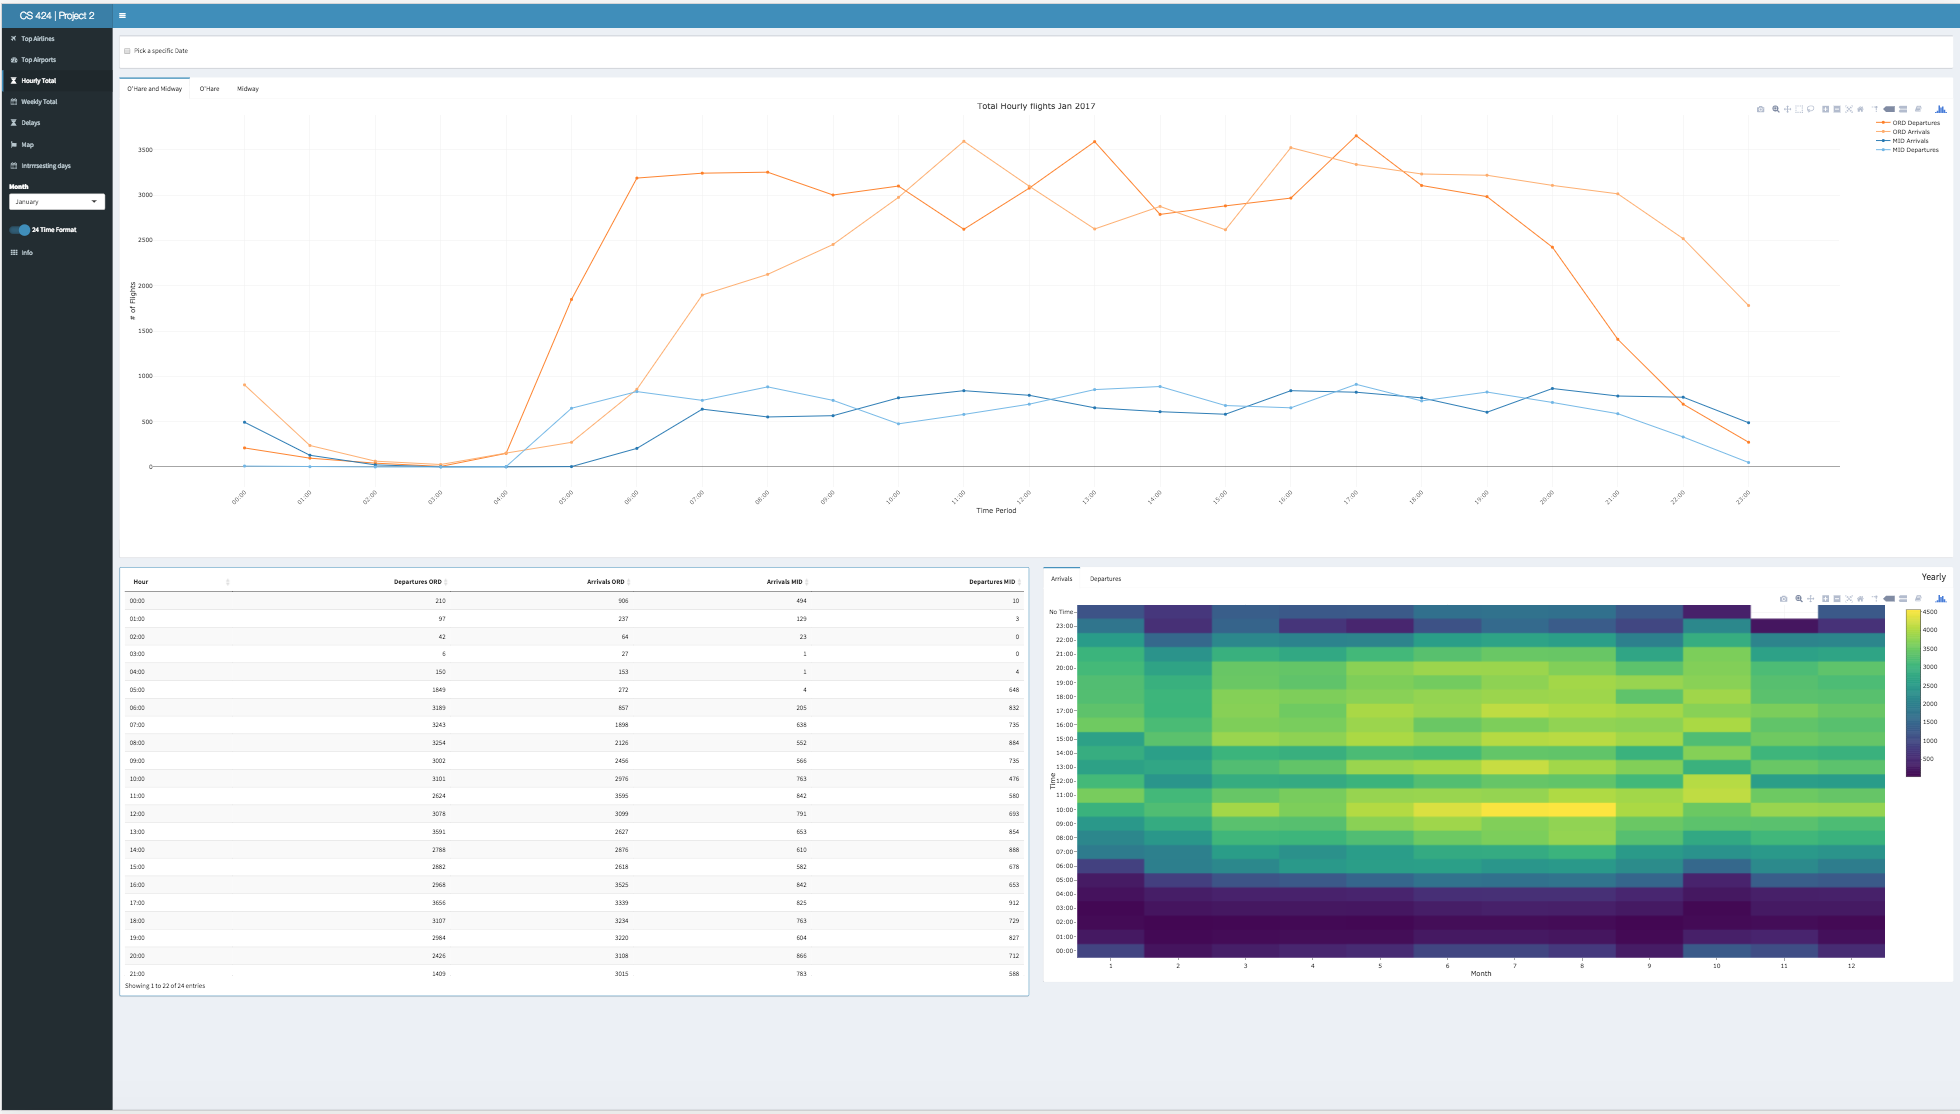 CS 424 | Project 2
Top Airlines
Top Airports
Hourly Total
Weekly Total
Delays
Map
Intrrrsesting days
Month
January
24 Time Format
Info
Pick a specific Date
O'Hare and Midway O'Hare Midway
Total Hourly flights Jan 2017
ORD Departures
ORD Arrivals
MID Arrivals
MID Departures
# of Flights
3500
3000
2500
2000
1500
1000
500
0
00:00 01:00 02:00 03:00 04:00 05:00 06:00 07:00 08:00 09:00 10:00 11:00 12:00 13:00 14:00 15:00 16:00 17:00 18:00 19:00 20:00 21:00 22:00 23:00
Time Period
Hour Departures ORD Arrivals ORD Arrivals MID Departures MID
00:00 210 906 494 10
01:00 97 237 129 3
02:00 42 64 23 0
03:00 6 27 1 0
04:00 150 153 1 4
05:00 1849 272 4 648
06:00 3189 857 205 832
07:00 3243 1898 638 735
08:00 3254 2126 552 884
09:00 3002 2456 566 735
10:00 3101 2976 763 476
11:00 2624 3595 842 580
12:00 3078 3099 791 693
13:00 3591 2627 653 854
14:00 2788 2876 610 888
15:00 2882 2618 582 678
16:00 2968 3525 842 653
17:00 3656 3339 825 912
18:00 3107 3234 763 729
19:00 2984 3220 604 827
20:00 2426 3108 866 712
21:00 1409 3015 783 588
Showing 1 to 22 of 24 entries
Arrivals Departures
Yearly
Time
No Time
23:00
22:00
21:00
20:00
19:00
18:00
17:00
16:00
15:00
14:00
13:00
12:00
11:00
10:00
09:00
08:00
07:00
06:00
05:00
04:00
03:00
02:00
01:00
00:00
1 2 3 4 5 6 7 8 9 10 11 12
Month
4500
4000
3500
3000
2500
2000
1500
1000
500